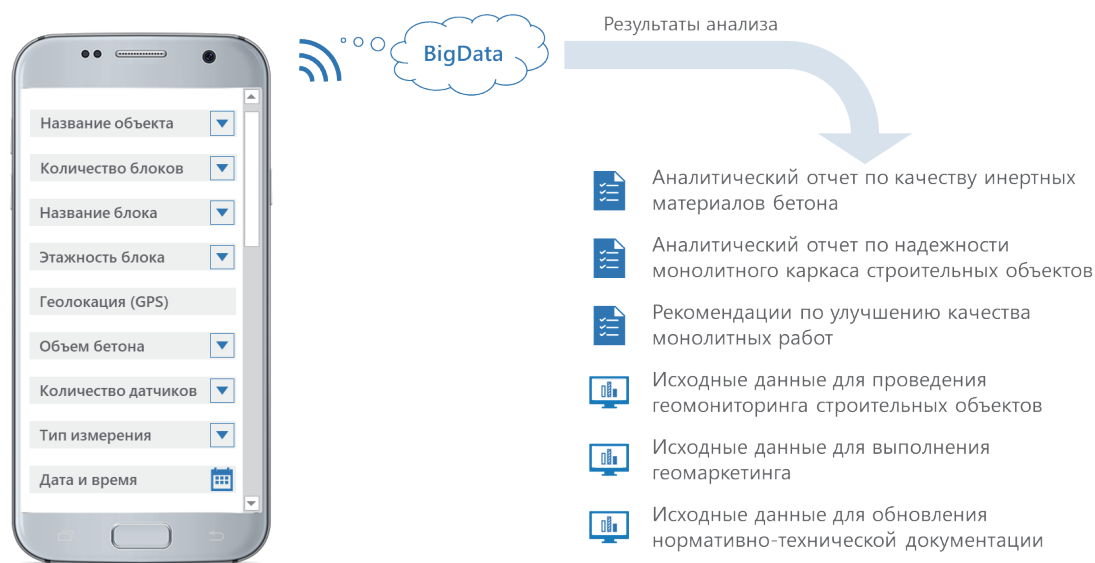 Результаты анализа
BigData
Название объекта
Количество блоков
Название блока
Этажность блока
Геолокация (GPS)
Объем бетона
Количество датчиков
Тип измерения
Дата и время
Аналитический отчет по качеству инертных
материалов бетона
Аналитический отчет по надежности
монолитного каркаса строительных объектов
Рекомендации по улучшению качества
монолитных работ
Исходные данные для проведения
геомониторинга строительных объектов
Исходные данные для выполнения
геомаркетинга
Исходные данные для обновления
нормативно-технической документации